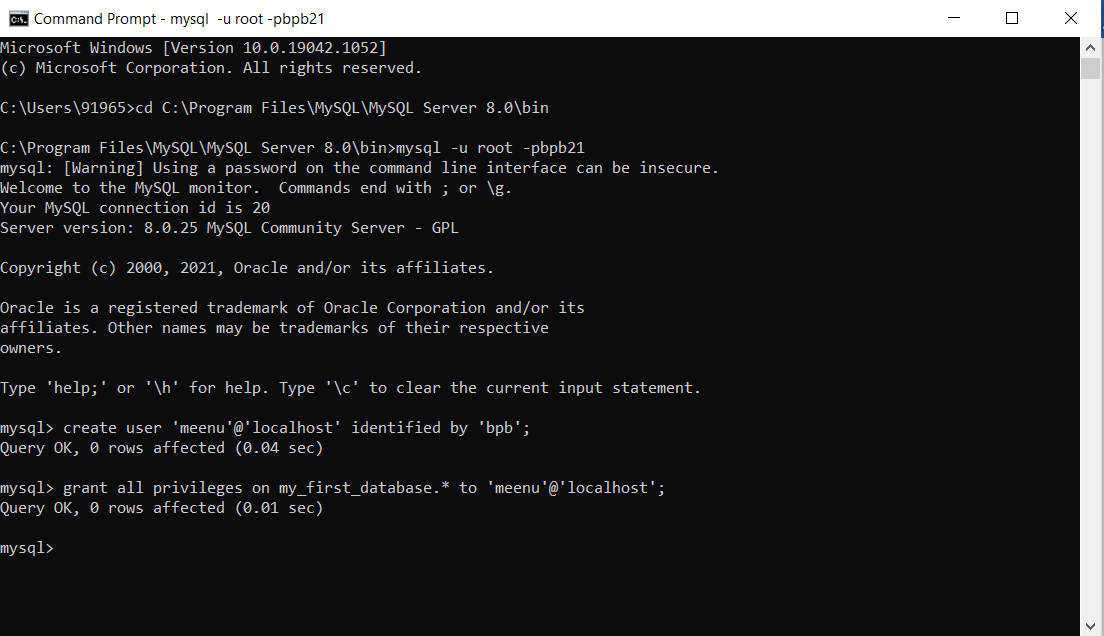 Command Prompt - mysql  -u root -pbpb21
Microsoft Windows [Version 10.0.19042.1052]
(c) Microsoft Corporation. All rights reserved.
C:\Users\91965>cd C:\Program Files\MySQL\MySQL Server 8.0\bin
C:\Program Files\MySQL\MySQL Server 8.0\bin>mysql -u root -pbpb21
mysql: [Warning] Using a password on the command line interface can be insecure.
Welcome to the MySQL monitor.  Commands end with ; or \g.
Your MySQL connection id is 20
Server version: 8.0.25 MySQL Community Server - GPL
Copyright (c) 2000, 2021, Oracle and/or its affiliates.
Oracle is a registered trademark of Oracle Corporation and/or its
affiliates. Other names may be trademarks of their respective
owners.
Type 'help;' or '\h' for help. Type '\c' to clear the current input statement.
mysql> create user 'meenu'@'localhost' identified by 'bpb';
Query OK, 0 rows affected (0.04 sec)
mysql> grant all privileges on my_first_database.* to 'meenu'@'localhost';
Query OK, 0 rows affected (0.01 sec)
mysql>